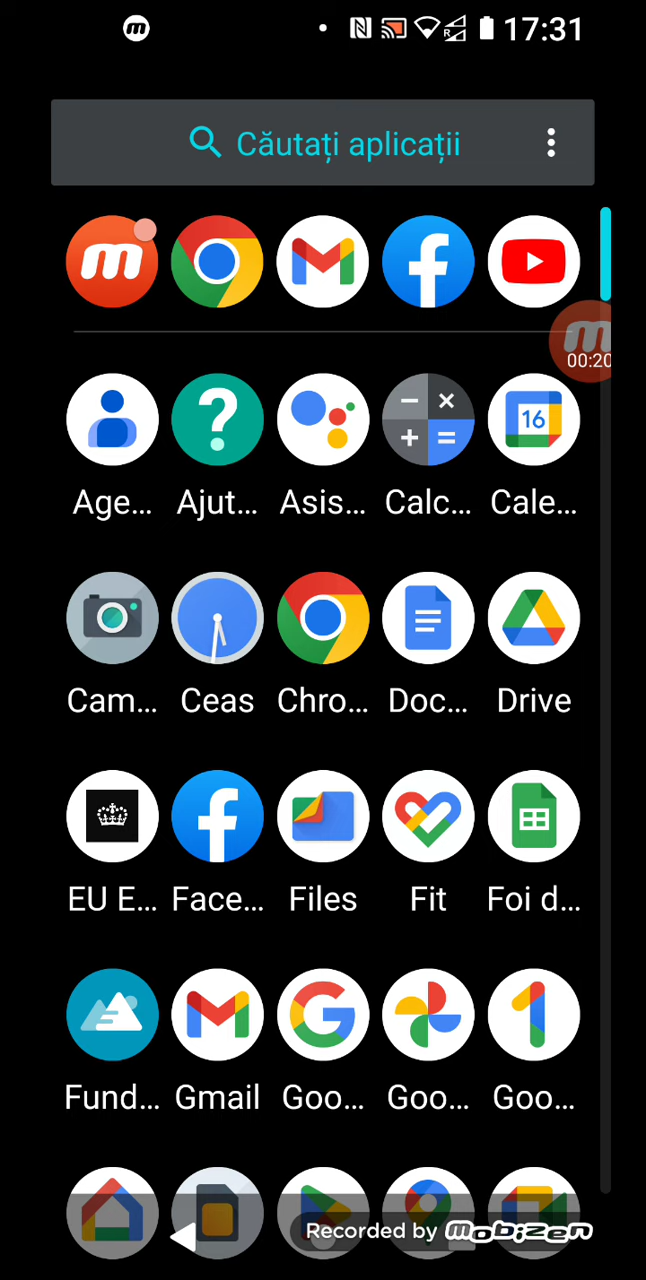 17:31
Căutați aplicații
00:20
16
Age... Ajut... Asis... Calc... Cale...
Cam... Ceas Chro... Doc... Drive
EU E... Face... Files Fit Foi d...
Fund... Gmail Goo... Goo... Goo...
Recorded by mobizen